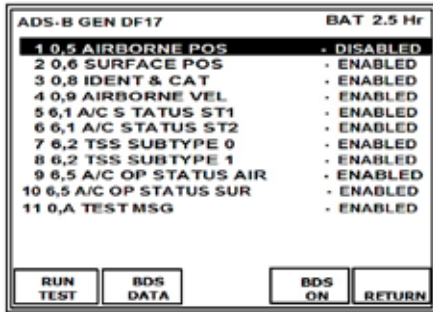 ADS-B GEN DF17 BAT 2.5 Hr
1 0,5 AIRBORNE POS - DISABLED
2 0,6 SURFACE POS - ENABLED
3 0,8 IDENT & CAT - ENABLED
4 0,9 AIRBORNE VEL - ENABLED
5 6,1 A/C S TATUS ST1 - ENABLED
6 6,1 A/C STATUS ST2 - ENABLED
7 6,2 TSS SUBTYPE 0 - ENABLED
8 6,2 TSS SUBTYPE 1 - ENABLED
9 6,5 A/C OP STATUS AIR - ENABLED
10 6,5 A/C OP STATUS SUR - ENABLED
11 0,A TEST MSG - ENABLED
RUN TEST
BDS DATA
BDS ON
RETURN